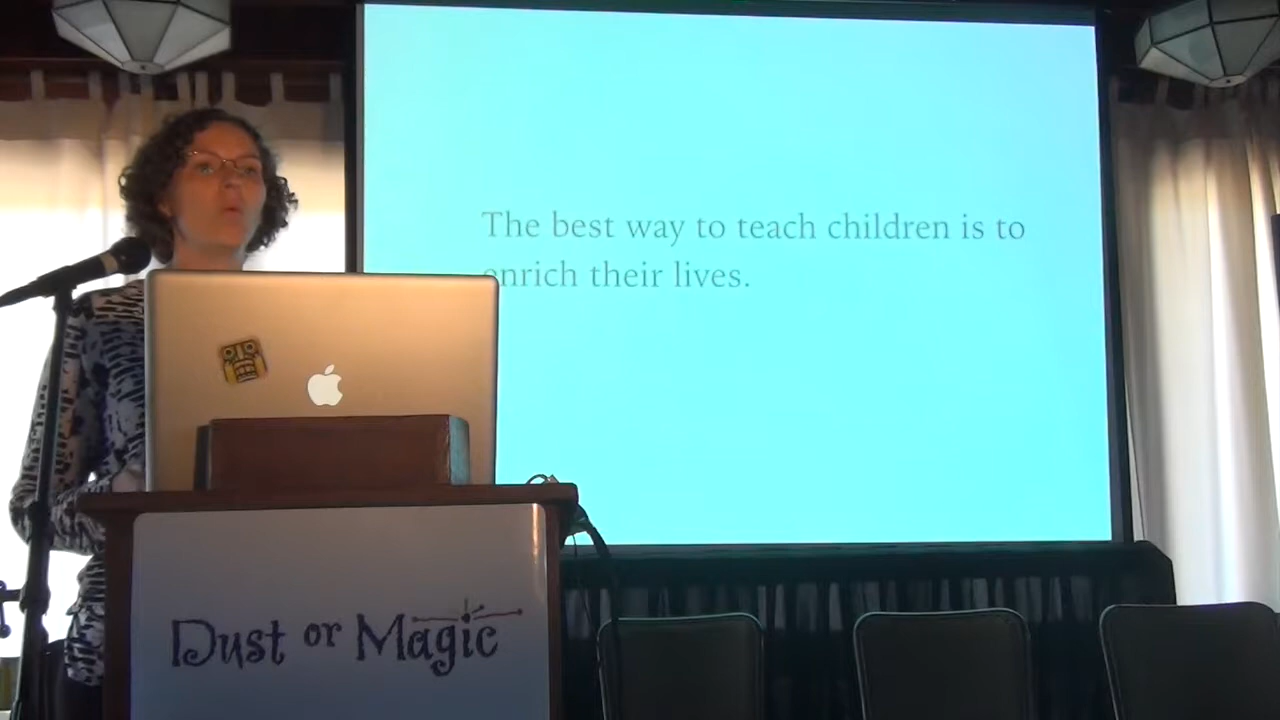 The best way to teach children is to
enrich their lives.
Dust or Magic